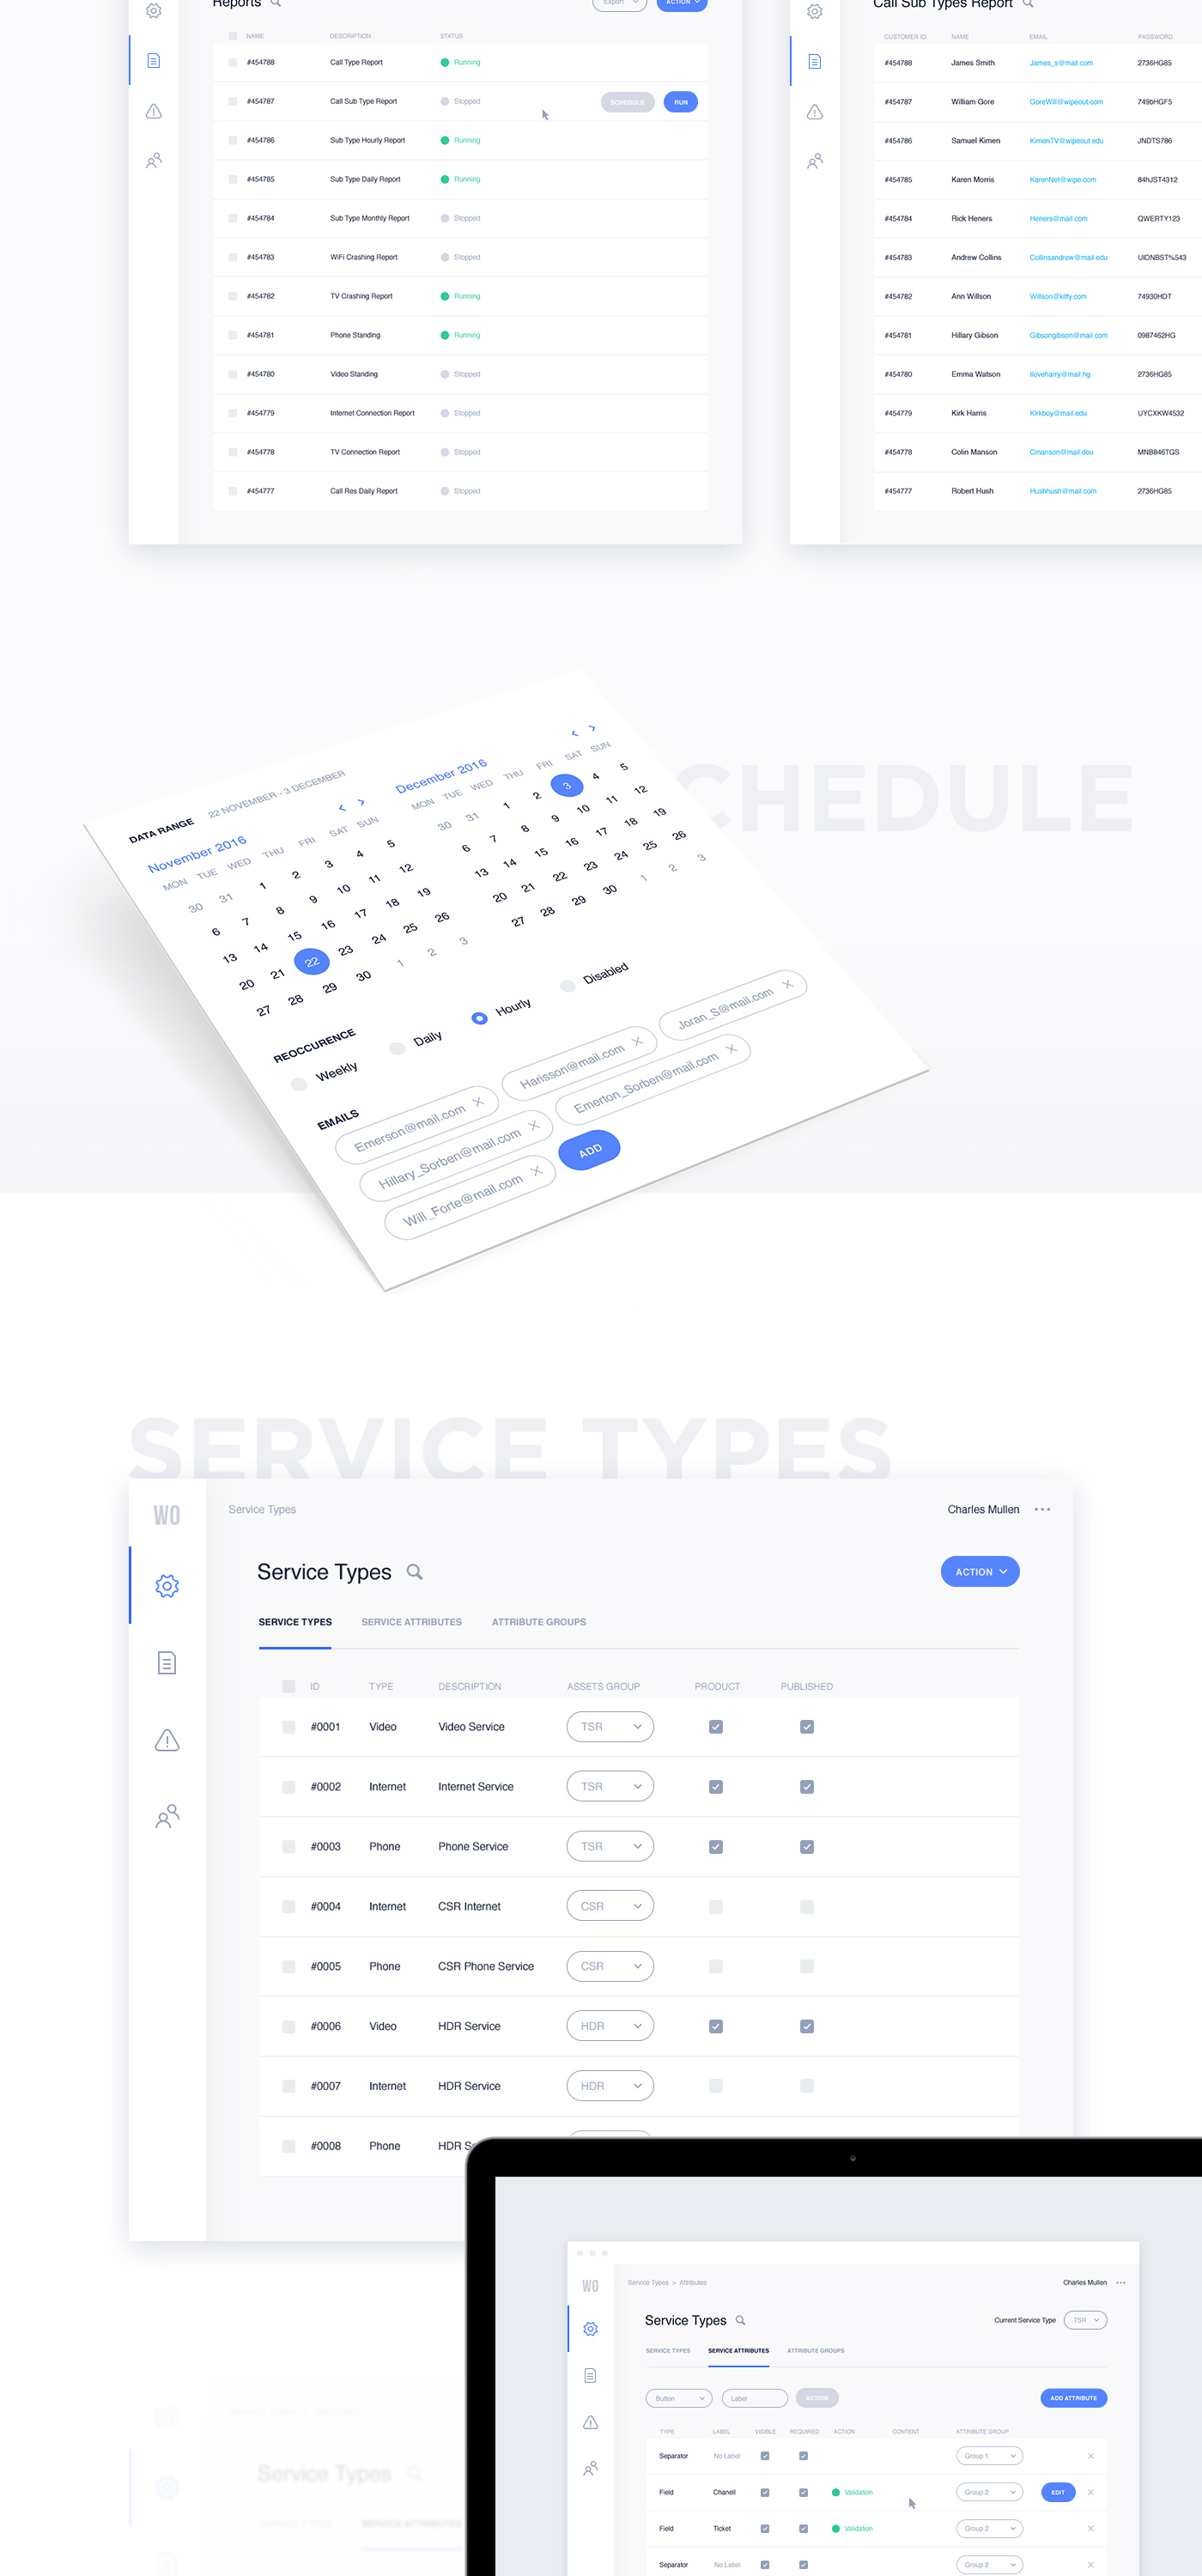 Reports
Export
ACTION
NAME DESCRIPTION STATUS
#454788 Call Type Report Running
#454787 Call Sub Type Report Stopped SCHEDULE RUN
#454786 Sub Type Hourly Report Running
#454785 Sub Type Daily Report Running
#454784 Sub Type Monthly Report Stopped
#454783 WiFi Crashing Report Stopped
#454782 TV Crashing Report Running
#454781 Phone Standing Running
#454780 Video Standing Stopped
#454779 Internet Connection Report Stopped
#454778 TV Connection Report Stopped
#454777 Call Res Daily Report Stopped
Call Sub Types Report
CUSTOMER ID NAME EMAIL PASSWORD
#454788 James Smith James_s@mail.com 2736HG85
#454787 William Gore GoreWill@wipeout.com 749bHGF5
#454786 Samuel Kimen KimenTV@wipeout.edu JNDTS786
#454785 Karen Morris KarenNet@wipe.com 84hJST4312
#454784 Rick Heners Heners@mail.com QWERTY123
#454783 Andrew Collins Collinsandrew@mail.edu UIDNBST%543
#454782 Ann Willson Willson@kitty.com 74930HDT
#454781 Hillary Gibson Gibsongibson@mail.com 0987462HG
#454780 Emma Watson Iloveharry@mail.hg 2736HG85
#454779 Kirk Harris Kirkboy@mail.edu UYCXKW4532
#454778 Colin Manson Cmanson@mail.dou MNB846TGS
#454777 Robert Hush Hushhush@mail.com 2736HG85
CHEDULE
DATA RANGE 22 NOVEMBER - 3 DECEMBER
November 2016
MON TUE WED THU FRI SAT SUN
30 31 1 2 3 4 5
6 7 8 9 10 11 12
13 14 15 16 17 18 19
20 21 22 23 24 25 26
27 28 29 30 1 2 3
December 2016
MON TUE WED THU FRI SAT SUN
30 31 1 2 3 4 5
6 7 8 9 10 11 12
13 14 15 16 17 18 19
20 21 22 23 24 25 26
27 28 29 30 1 2 3
REOCCURENCE
Weekly Daily Hourly Disabled
EMAILS
Emerson@mail.com Harisson@mail.com Joran_S@mail.com
Hillary_Sorben@mail.com Emerton_Sorben@mail.com
Will_Forte@mail.com ADD
SERVICE TYPES
WO
Service Types
Charles Mullen
Service Types
ACTION
SERVICE TYPES SERVICE ATTRIBUTES ATTRIBUTE GROUPS
ID TYPE DESCRIPTION ASSETS GROUP PRODUCT PUBLISHED
#0001 Video Video Service TSR
#0002 Internet Internet Service TSR
#0003 Phone Phone Service TSR
#0004 Internet CSR Internet CSR
#0005 Phone CSR Phone Service CSR
#0006 Video HDR Service HDR
#0007 Internet HDR Service HDR
#0008 Phone HDR S
WO
Service Types > Attributes
Charles Mullen
Service Types
Current Service Type TSR
SERVICE TYPES SERVICE ATTRIBUTES ATTRIBUTE GROUPS
Button Label ACTION ADD ATTRIBUTE
TYPE LABEL VISIBLE REQUIRED ACTION CONTENT ATTRIBUTE GROUP
Separator No Label Group 1
Field Chanell Validation Group 2 EDIT
Field Ticket Validation Group 2
Separator No Label Group 2
Service Types